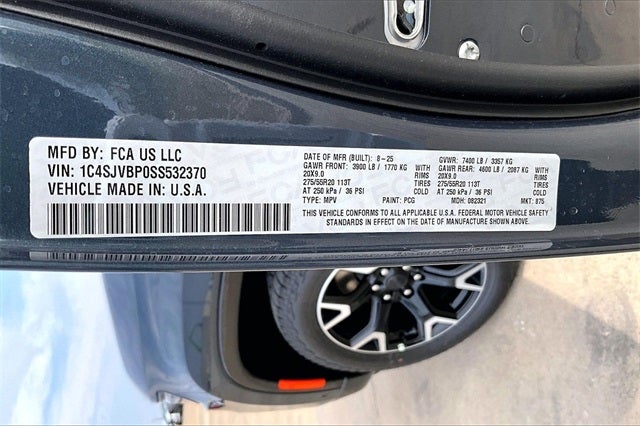 MFD BY: FCA US LLC
VIN: 1C4SJVBP0SS532370
VEHICLE MADE IN: U.S.A.
DATE OF MFR (BUILT): 8-25 GVWR: 7400 LB / 3357 KG
GAWR FRONT: 3900 LB / 1770 KG WITH GAWR REAR: 4600 LB / 2087 KG WITH
20X9.0 RIMS 20X9.0 RIMS
275/55R20 113T TIRES 275/55R20 113T TIRES
AT 250 kPa / 36 PSI COLD AT 250 kPa / 36 PSI COLD
TYPE: MPV PAINT: PCG MDH: 082321 MKT: 875
THIS VEHICLE CONFORMS TO ALL APPLICABLE U.S.A. FEDERAL MOTOR VEHICLE SAFETY
STANDARDS IN EFFECT ON THE DATE OF MANUFACTURE SHOWN ABOVE.